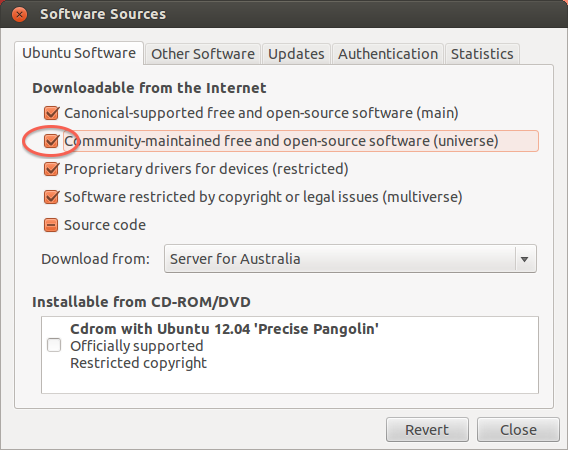 Software Sources
Ubuntu Software Other Software Updates Authentication Statistics
Downloadable from the Internet
Canonical-supported free and open-source software (main)
Community-maintained free and open-source software (universe)
Proprietary drivers for devices (restricted)
Software restricted by copyright or legal issues (multiverse)
Source code
Download from: Server for Australia
Installable from CD-ROM/DVD
Cdrom with Ubuntu 12.04 'Precise Pangolin'
Officially supported
Restricted copyright
Revert Close